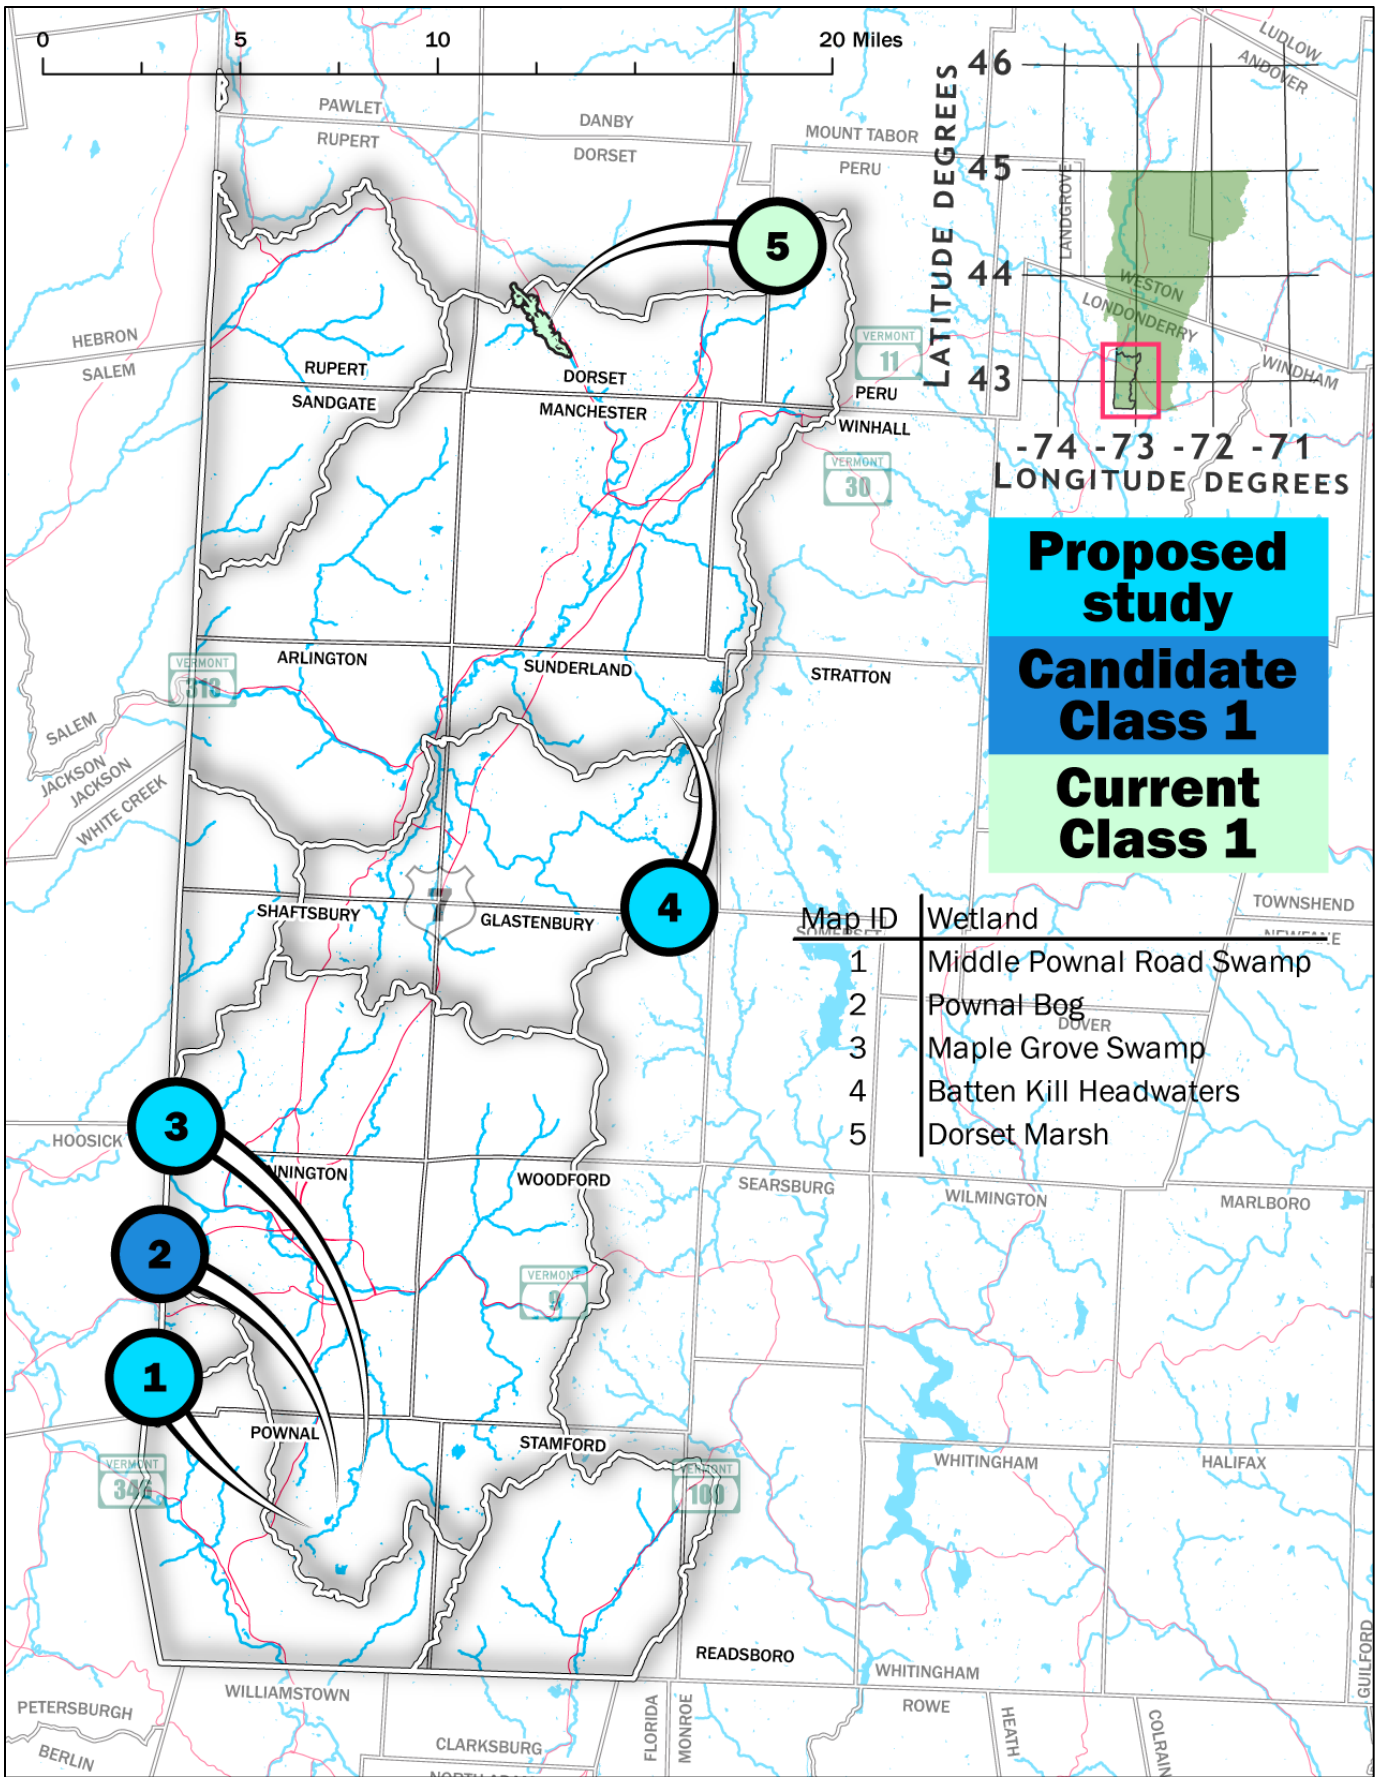 0 5 10 20 Miles
LUDLOW
ANDOVER
PAWLET
RUPERT
DANBY
DORSET
MOUNT TABOR
PERU
LANDGROVE
LATITUDE DEGREES
46
45
44
43
WESTON
LONDONDERRY
WINDHAM
-74 -73 -72 -71
LONGITUDE DEGREES
5
HEBRON
SALEM
RUPERT
SANDGATE
DORSET
MANCHESTER
VERMONT
11
PERU
WINHALL
VERMONT
30
Proposed
study
Candidate
Class 1
Current
Class 1
ARLINGTON
SUNDERLAND
STRATTON
VERMONT
313
SALEM
JACKSON
JACKSON
WHITE CREEK
7
SHAFTSBURY
GLASTENBURY
4
TOWNSHEND
NEWFANE
SOMERSET
DOVER
Map ID Wetland
1 Middle Pownal Road Swamp
2 Pownal Bog
3 Maple Grove Swamp
4 Batten Kill Headwaters
5 Dorset Marsh
3
HOOSICK
NNINGTON
WOODFORD
SEARSBURG
WILMINGTON
MARLBORO
2
VERMONT
9
1
POWNAL
STAMFORD
VERMONT
346
VERMONT
100
WHITINGHAM
HALIFAX
READSBORO
WHITINGHAM
GUILFORD
PETERSBURGH
BERLIN
WILLIAMSTOWN
CLARKSBURG
FLORIDA
MONROE
ROWE
HEATH
COLRAIN